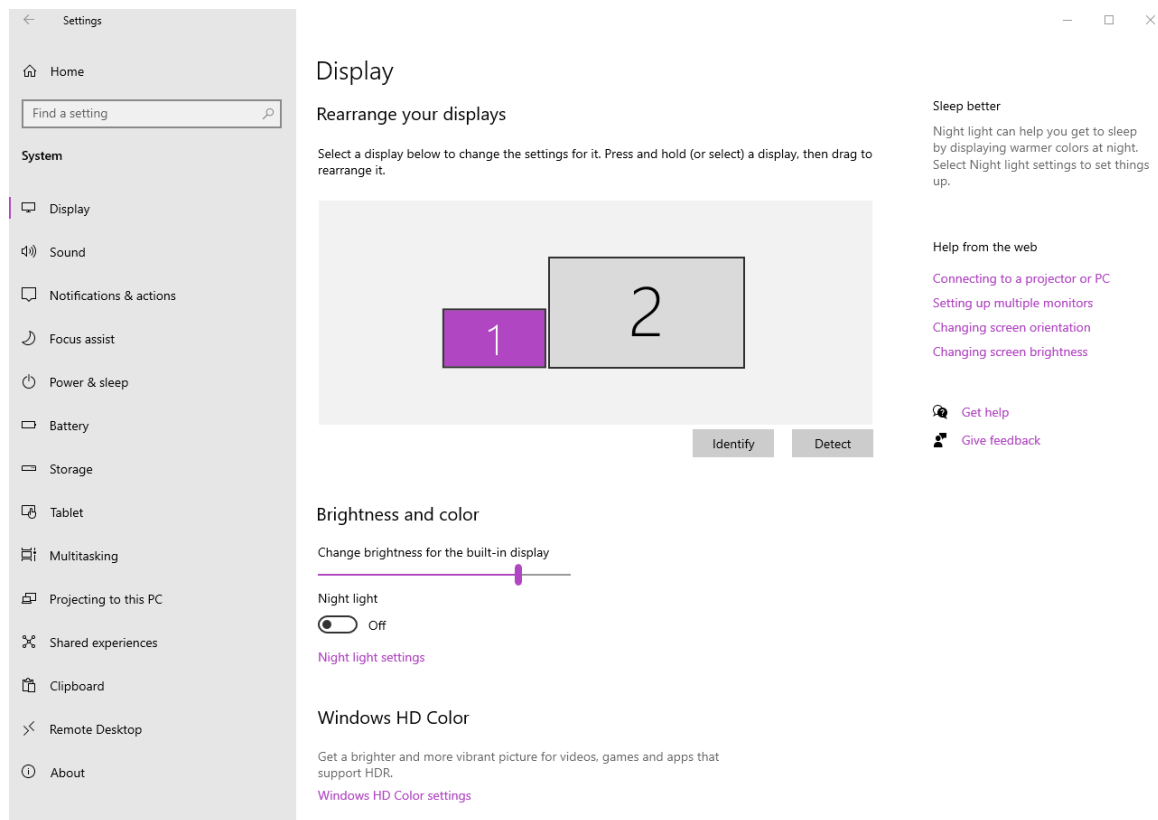 Settings
Home
Find a setting
System
Display
Sound
Notifications & actions
Focus assist
Power & sleep
Battery
Storage
Tablet
Multitasking
Projecting to this PC
Shared experiences
Clipboard
Remote Desktop
About
Display
Rearrange your displays
Select a display below to change the settings for it. Press and hold (or select) a display, then drag to
rearrange it.
1
2
Identify
Detect
Brightness and color
Change brightness for the built-in display
Night light
Off
Night light settings
Windows HD Color
Get a brighter and more vibrant picture for videos, games and apps that
support HDR.
Windows HD Color settings
Sleep better
Night light can help you get to sleep
by displaying warmer colors at night.
Select Night light settings to set things
up.
Help from the web
Connecting to a projector or PC
Setting up multiple monitors
Changing screen orientation
Changing screen brightness
Get help
Give feedback